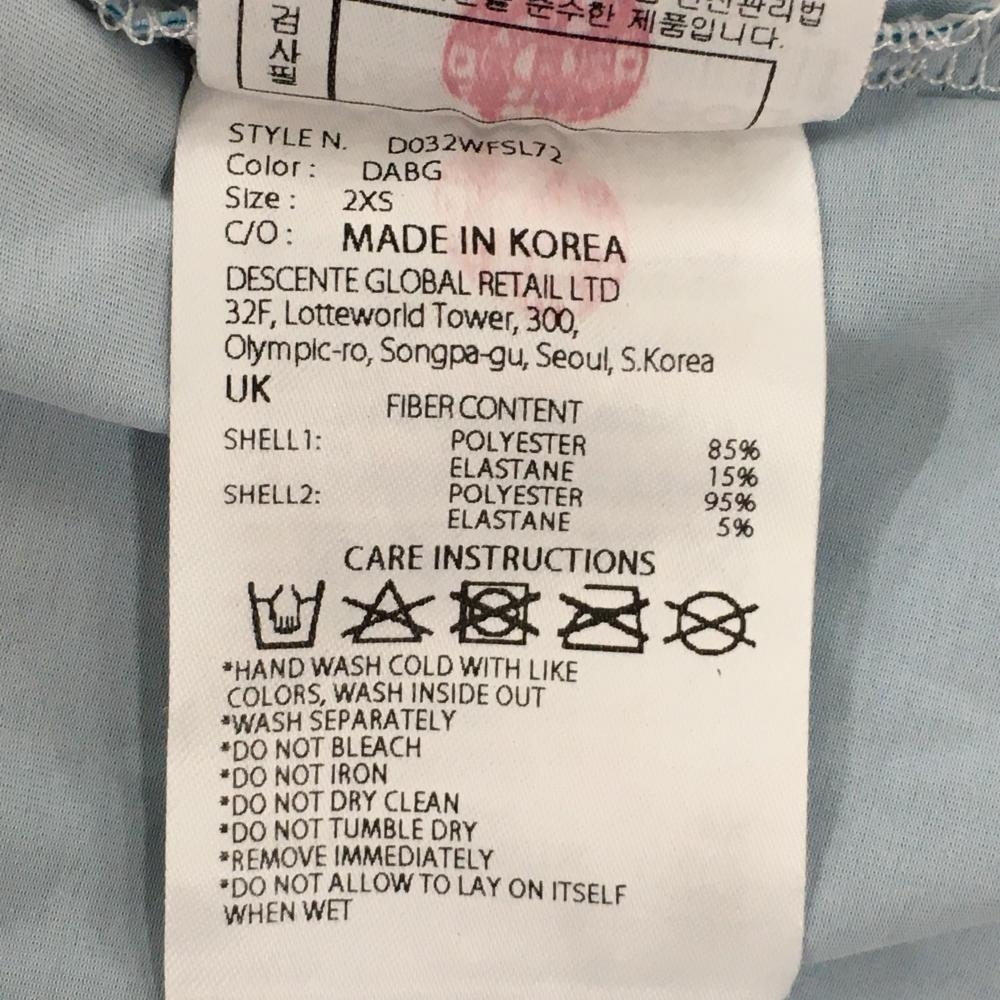 순수한 제품입니다.
검
사
필
STYLE N. D032WFSL72
Color : DABG
Size : 2XS
C/O : MADE IN KOREA
DESCENTE GLOBAL RETAIL LTD
32F, Lotteworld Tower, 300,
Olympic-ro, Songpa-gu, Seoul, S.Korea
UK
FIBER CONTENT
SHELL1: POLYESTER 85%
ELASTANE 15%
SHELL2: POLYESTER 95%
ELASTANE 5%
CARE INSTRUCTIONS
*HAND WASH COLD WITH LIKE
COLORS, WASH INSIDE OUT
*WASH SEPARATELY
*DO NOT BLEACH
*DO NOT IRON
*DO NOT DRY CLEAN
*DO NOT TUMBLE DRY
*REMOVE IMMEDIATELY
*DO NOT ALLOW TO LAY ON ITSELF
WHEN WET